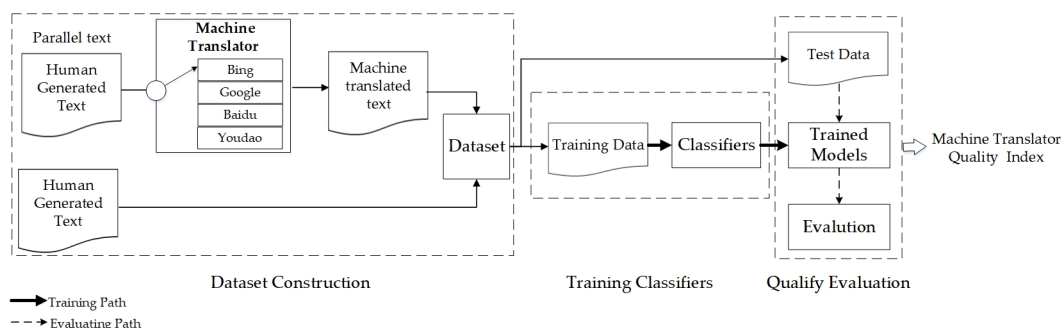 Parallel text
Human
Generated
Text
Machine
Translator
Bing
Google
Baidu
Youdao
Machine
translated
text
Human
Generated
Text
Dataset
Training Data
Classifiers
Test Data
Trained
Models
Evalution
Machine Translator
Quality Index
Dataset Construction
Training Classifiers
Qualify Evaluation
Training Path
Evaluating Path